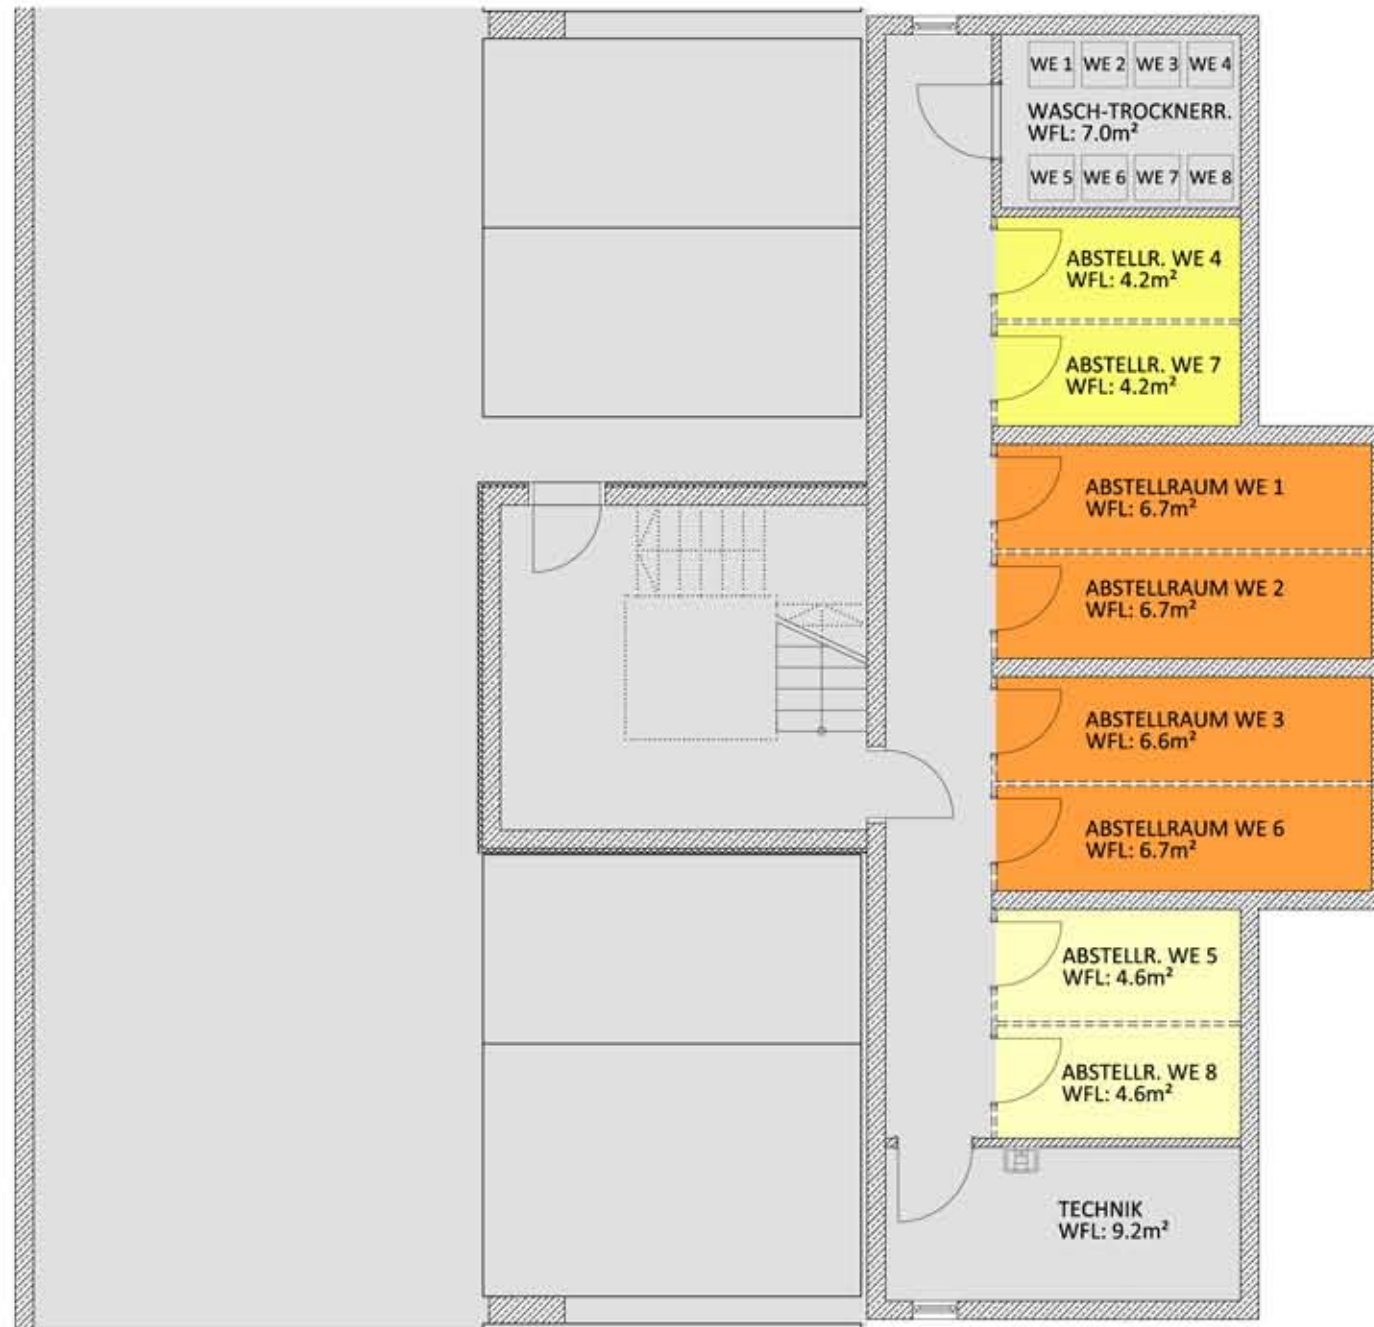 WE 1 WE 2 WE 3 WE 4
WASCH-TROCKNERR.
WFL: 7.0m²
WE 5 WE 6 WE 7 WE 8
ABSTELLR. WE 4
WFL: 4.2m²
ABSTELLR. WE 7
WFL: 4.2m²
ABSTELLRAUM WE 1
WFL: 6.7m²
ABSTELLRAUM WE 2
WFL: 6.7m²
ABSTELLRAUM WE 3
WFL: 6.6m²
ABSTELLRAUM WE 6
WFL: 6.7m²
ABSTELLR. WE 5
WFL: 4.6m²
ABSTELLR. WE 8
WFL: 4.6m²
TECHNIK
WFL: 9.2m²